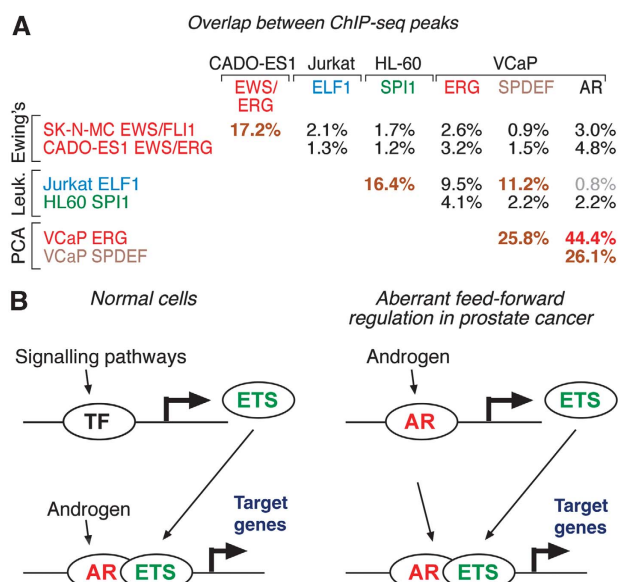 A
Overlap between ChIP-seq peaks
CADO-ES1 Jurkat HL-60 VCaP
EWS/ERG ELF1 SPI1 ERG SPDEF AR
Ewing's
SK-N-MC EWS/FLI1 17.2% 2.1% 1.7% 2.6% 0.9% 3.0%
CADO-ES1 EWS/ERG 1.3% 1.2% 3.2% 1.5% 4.8%
Leuk.
Jurkat ELF1 16.4% 9.5% 11.2% 0.8%
HL60 SPI1 4.1% 2.2% 2.2%
PCA
VCaP ERG 25.8% 44.4%
VCaP SPDEF 26.1%
B
Normal cells
Signalling pathways
TF
ETS
Androgen
Target
genes
AR ETS
Aberrant feed-forward
regulation in prostate cancer
Androgen
AR
ETS
Target
genes
AR ETS